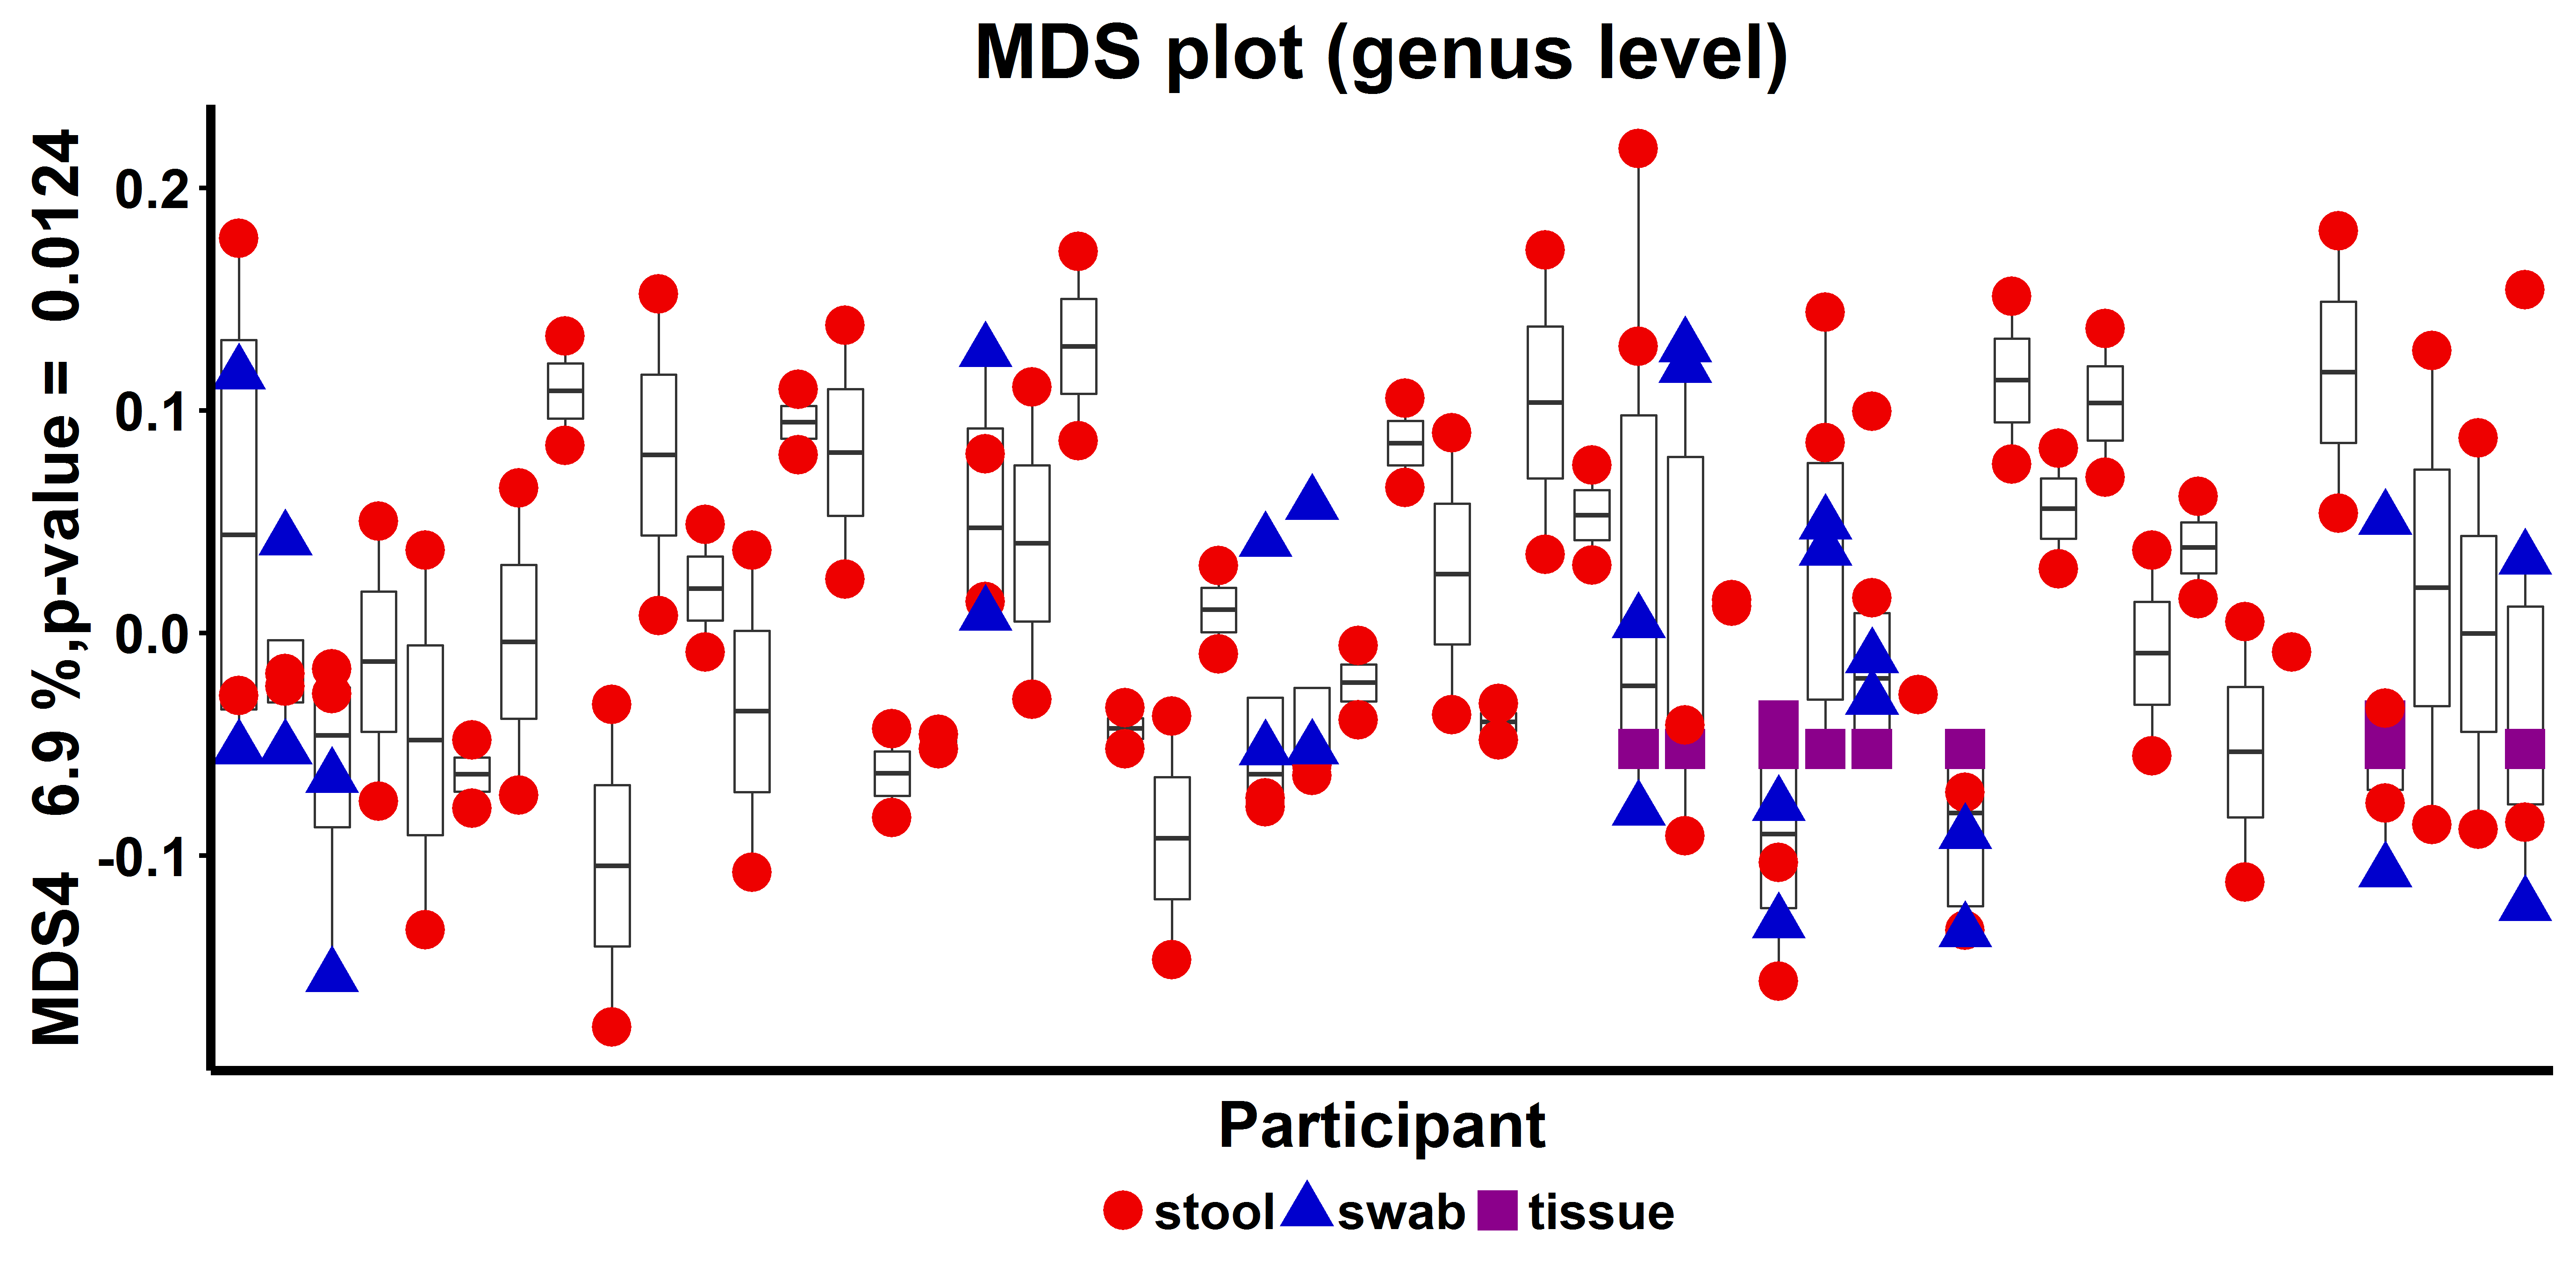 MDS plot (genus level)
MDS4 6.9 %,p-value = 0.0124
0.2
0.1
0.0
-0.1
Participant
stool swab tissue